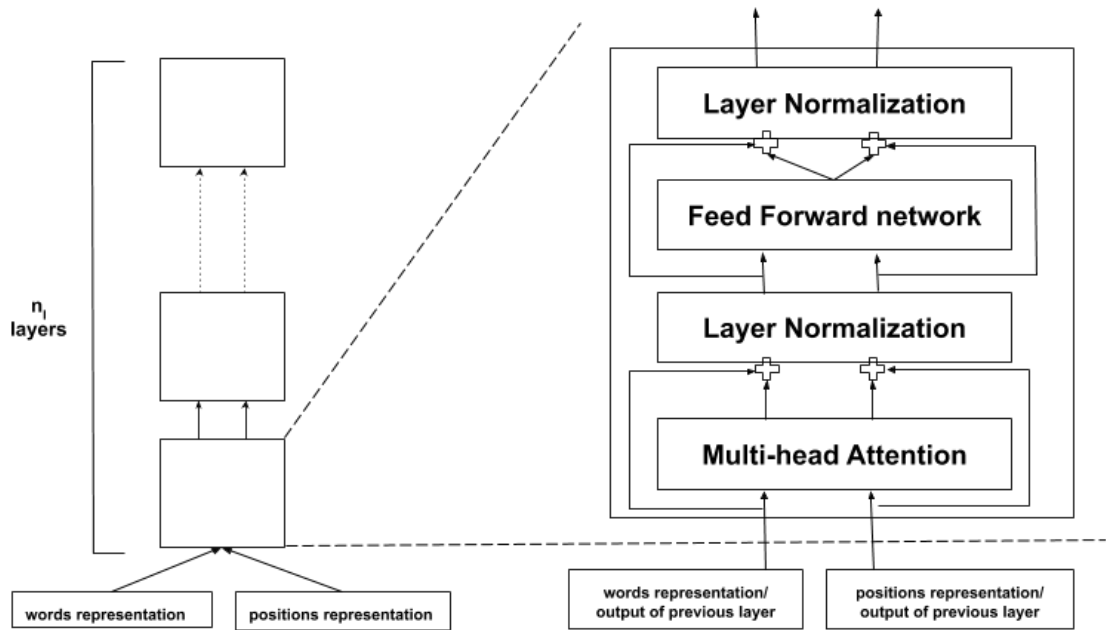 n_l
layers
words representation
positions representation
Layer Normalization
Feed Forward network
Layer Normalization
Multi-head Attention
words representation/
output of previous layer
positions representation/
output of previous layer